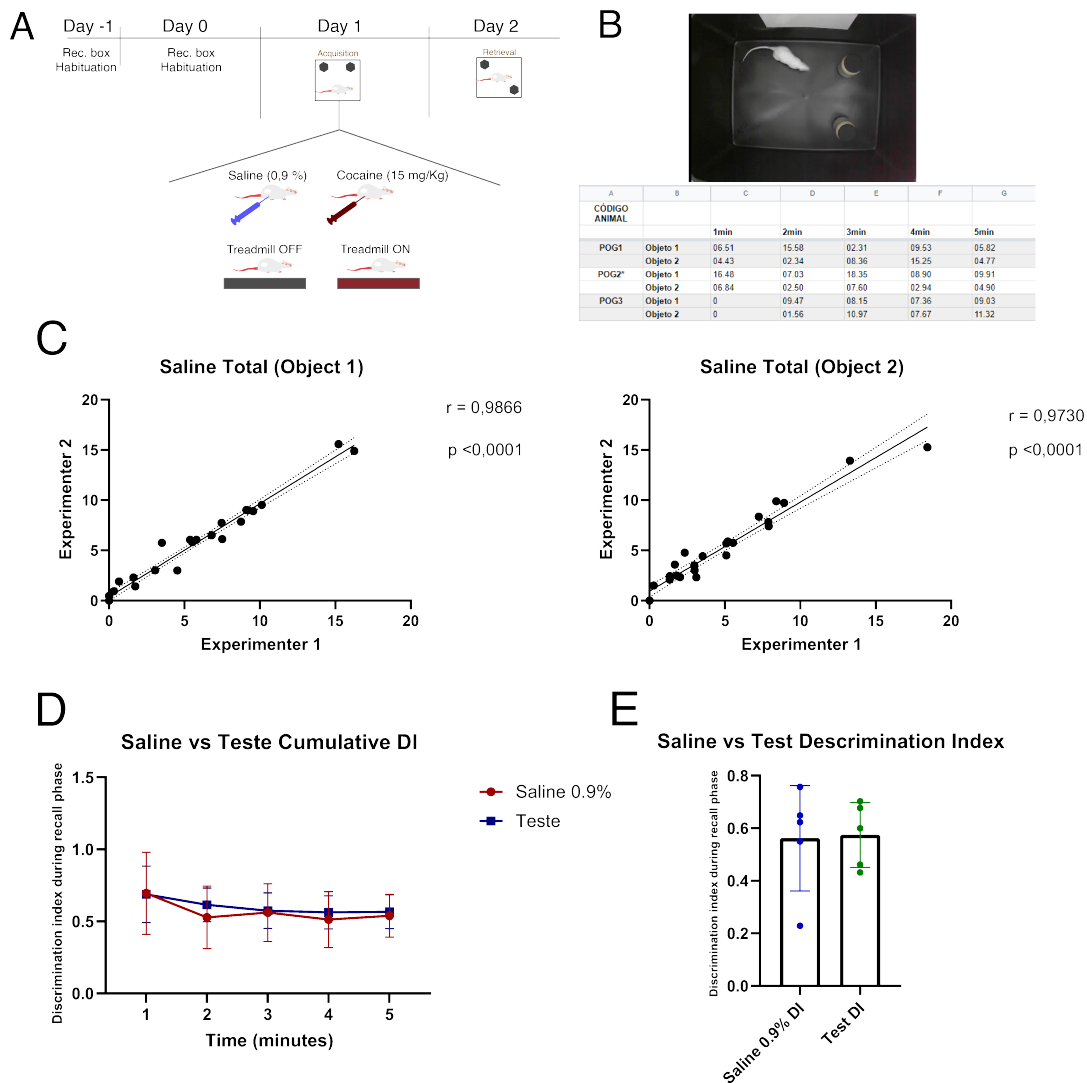 A
Day -1
Day 0
Day 1
Day 2
Rec. box
Habituation
Rec. box
Habituation
Acquisition
Retrieval
Saline (0,9 %)
Cocaine (15 mg/Kg)
Treadmill OFF
Treadmill ON
B
A B C D E F G
CÓDIGO
ANIMAL
1min 2min 3min 4min 5min
POG1 Objeto 1 06.51 15.58 02.31 09.53 05.82
Objeto 2 04.43 02.34 08.36 15.25 04.77
POG2* Objeto 1 16.48 07.03 18.35 08.90 09.91
Objeto 2 06.84 02.50 07.60 02.94 04.90
POG3 Objeto 1 0 09.47 08.15 07.36 09.03
Objeto 2 0 01.56 10.97 07.67 11.32
C
Saline Total (Object 1)
r = 0,9866
p <0,0001
Experimenter 2
20
15
10
5
0
0 5 10 15 20
Experimenter 1
Saline Total (Object 2)
r = 0,9730
p <0,0001
Experimenter 2
20
15
10
5
0
0 5 10 15 20
Experimenter 1
D
Saline vs Teste Cumulative DI
Discrimination index during recall phase
1.5
1.0
0.5
0.0
1 2 3 4 5
Time (minutes)
Saline 0.9%
Teste
E
Saline vs Test Descrimination Index
Discrimination index during recall phase
0.8
0.6
0.4
0.2
0.0
Saline 0.9% DI
Test DI